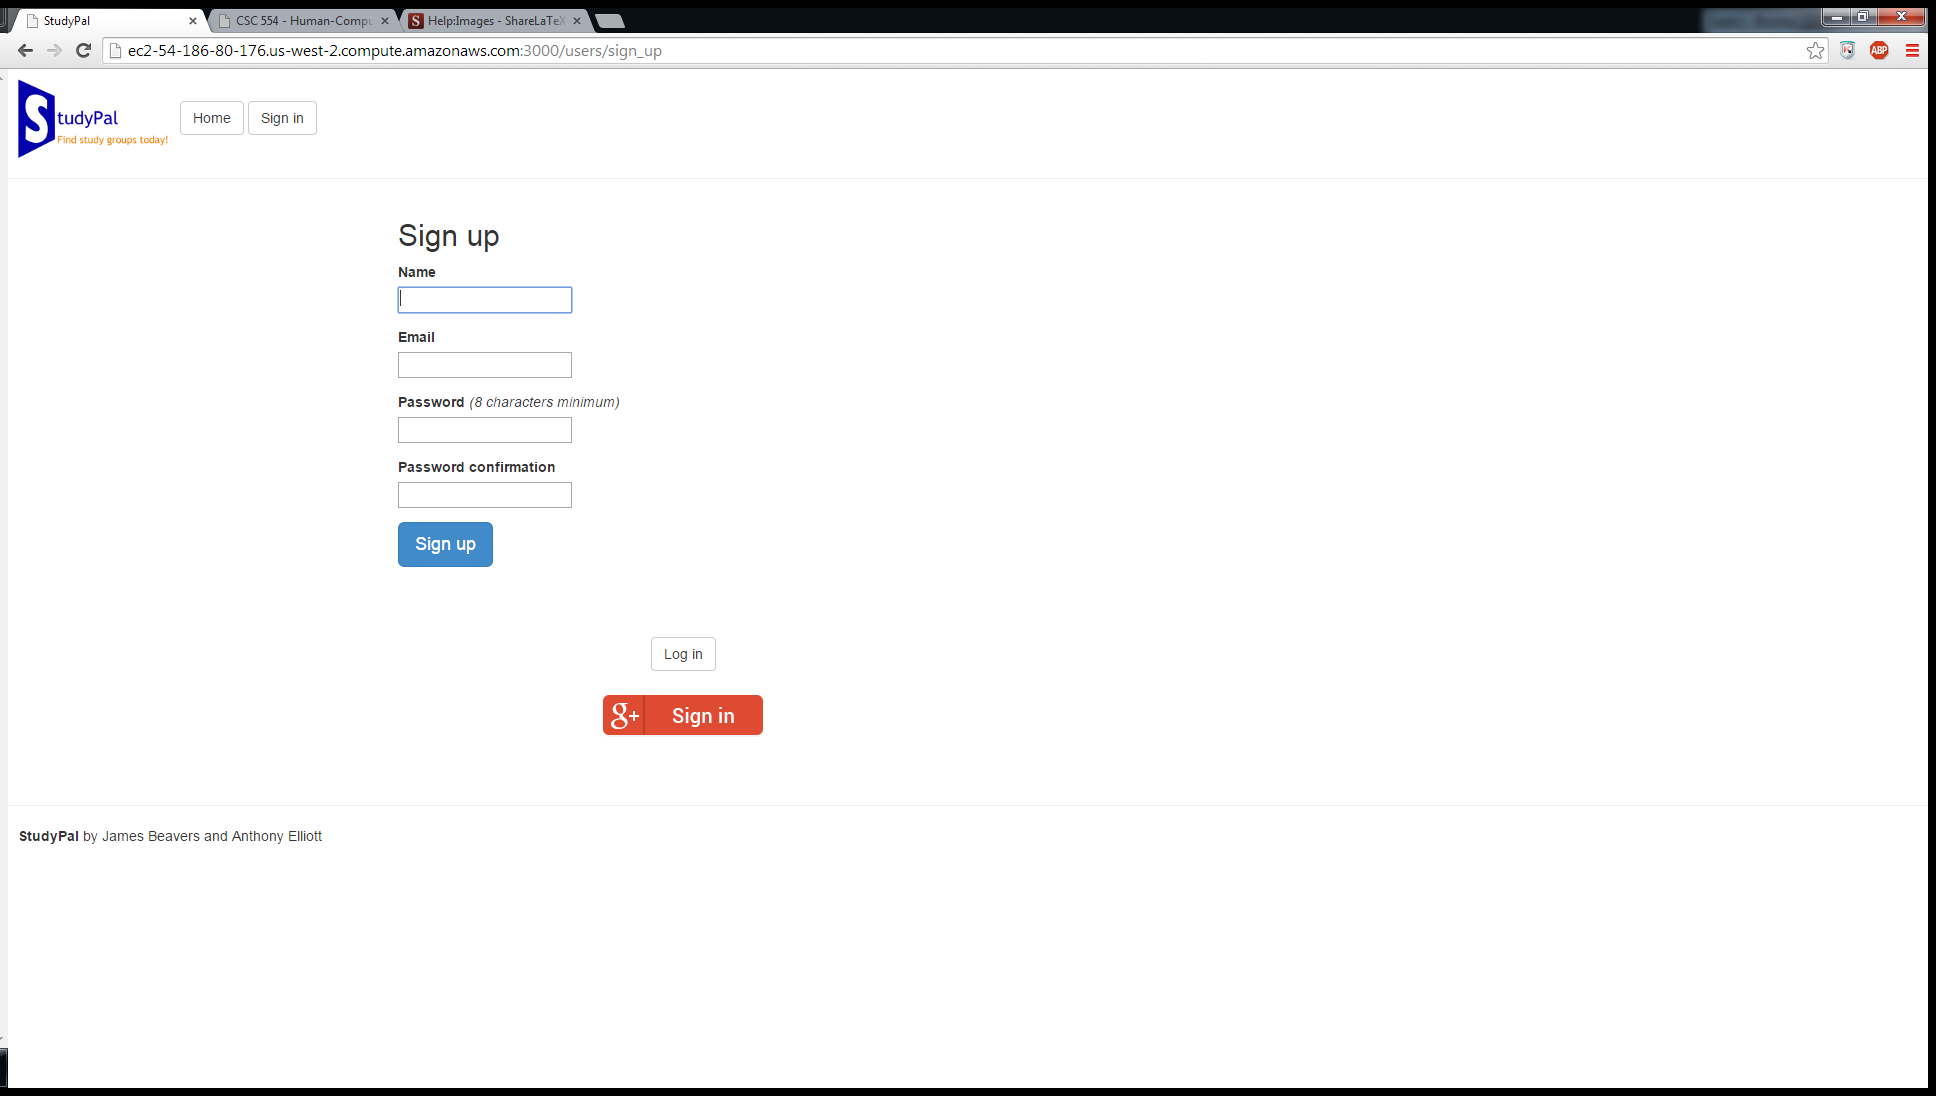 StudyPal
CSC 554 - Human-Compu
Help:Images - ShareLaTeX
ec2-54-186-80-176.us-west-2.compute.amazonaws.com:3000/users/sign_up
ABP
StudyPal
Find study groups today!
Home
Sign in
Sign up
Name
Email
Password (8 characters minimum)
Password confirmation
Sign up
Log in
g+ Sign in
StudyPal by James Beavers and Anthony Elliott